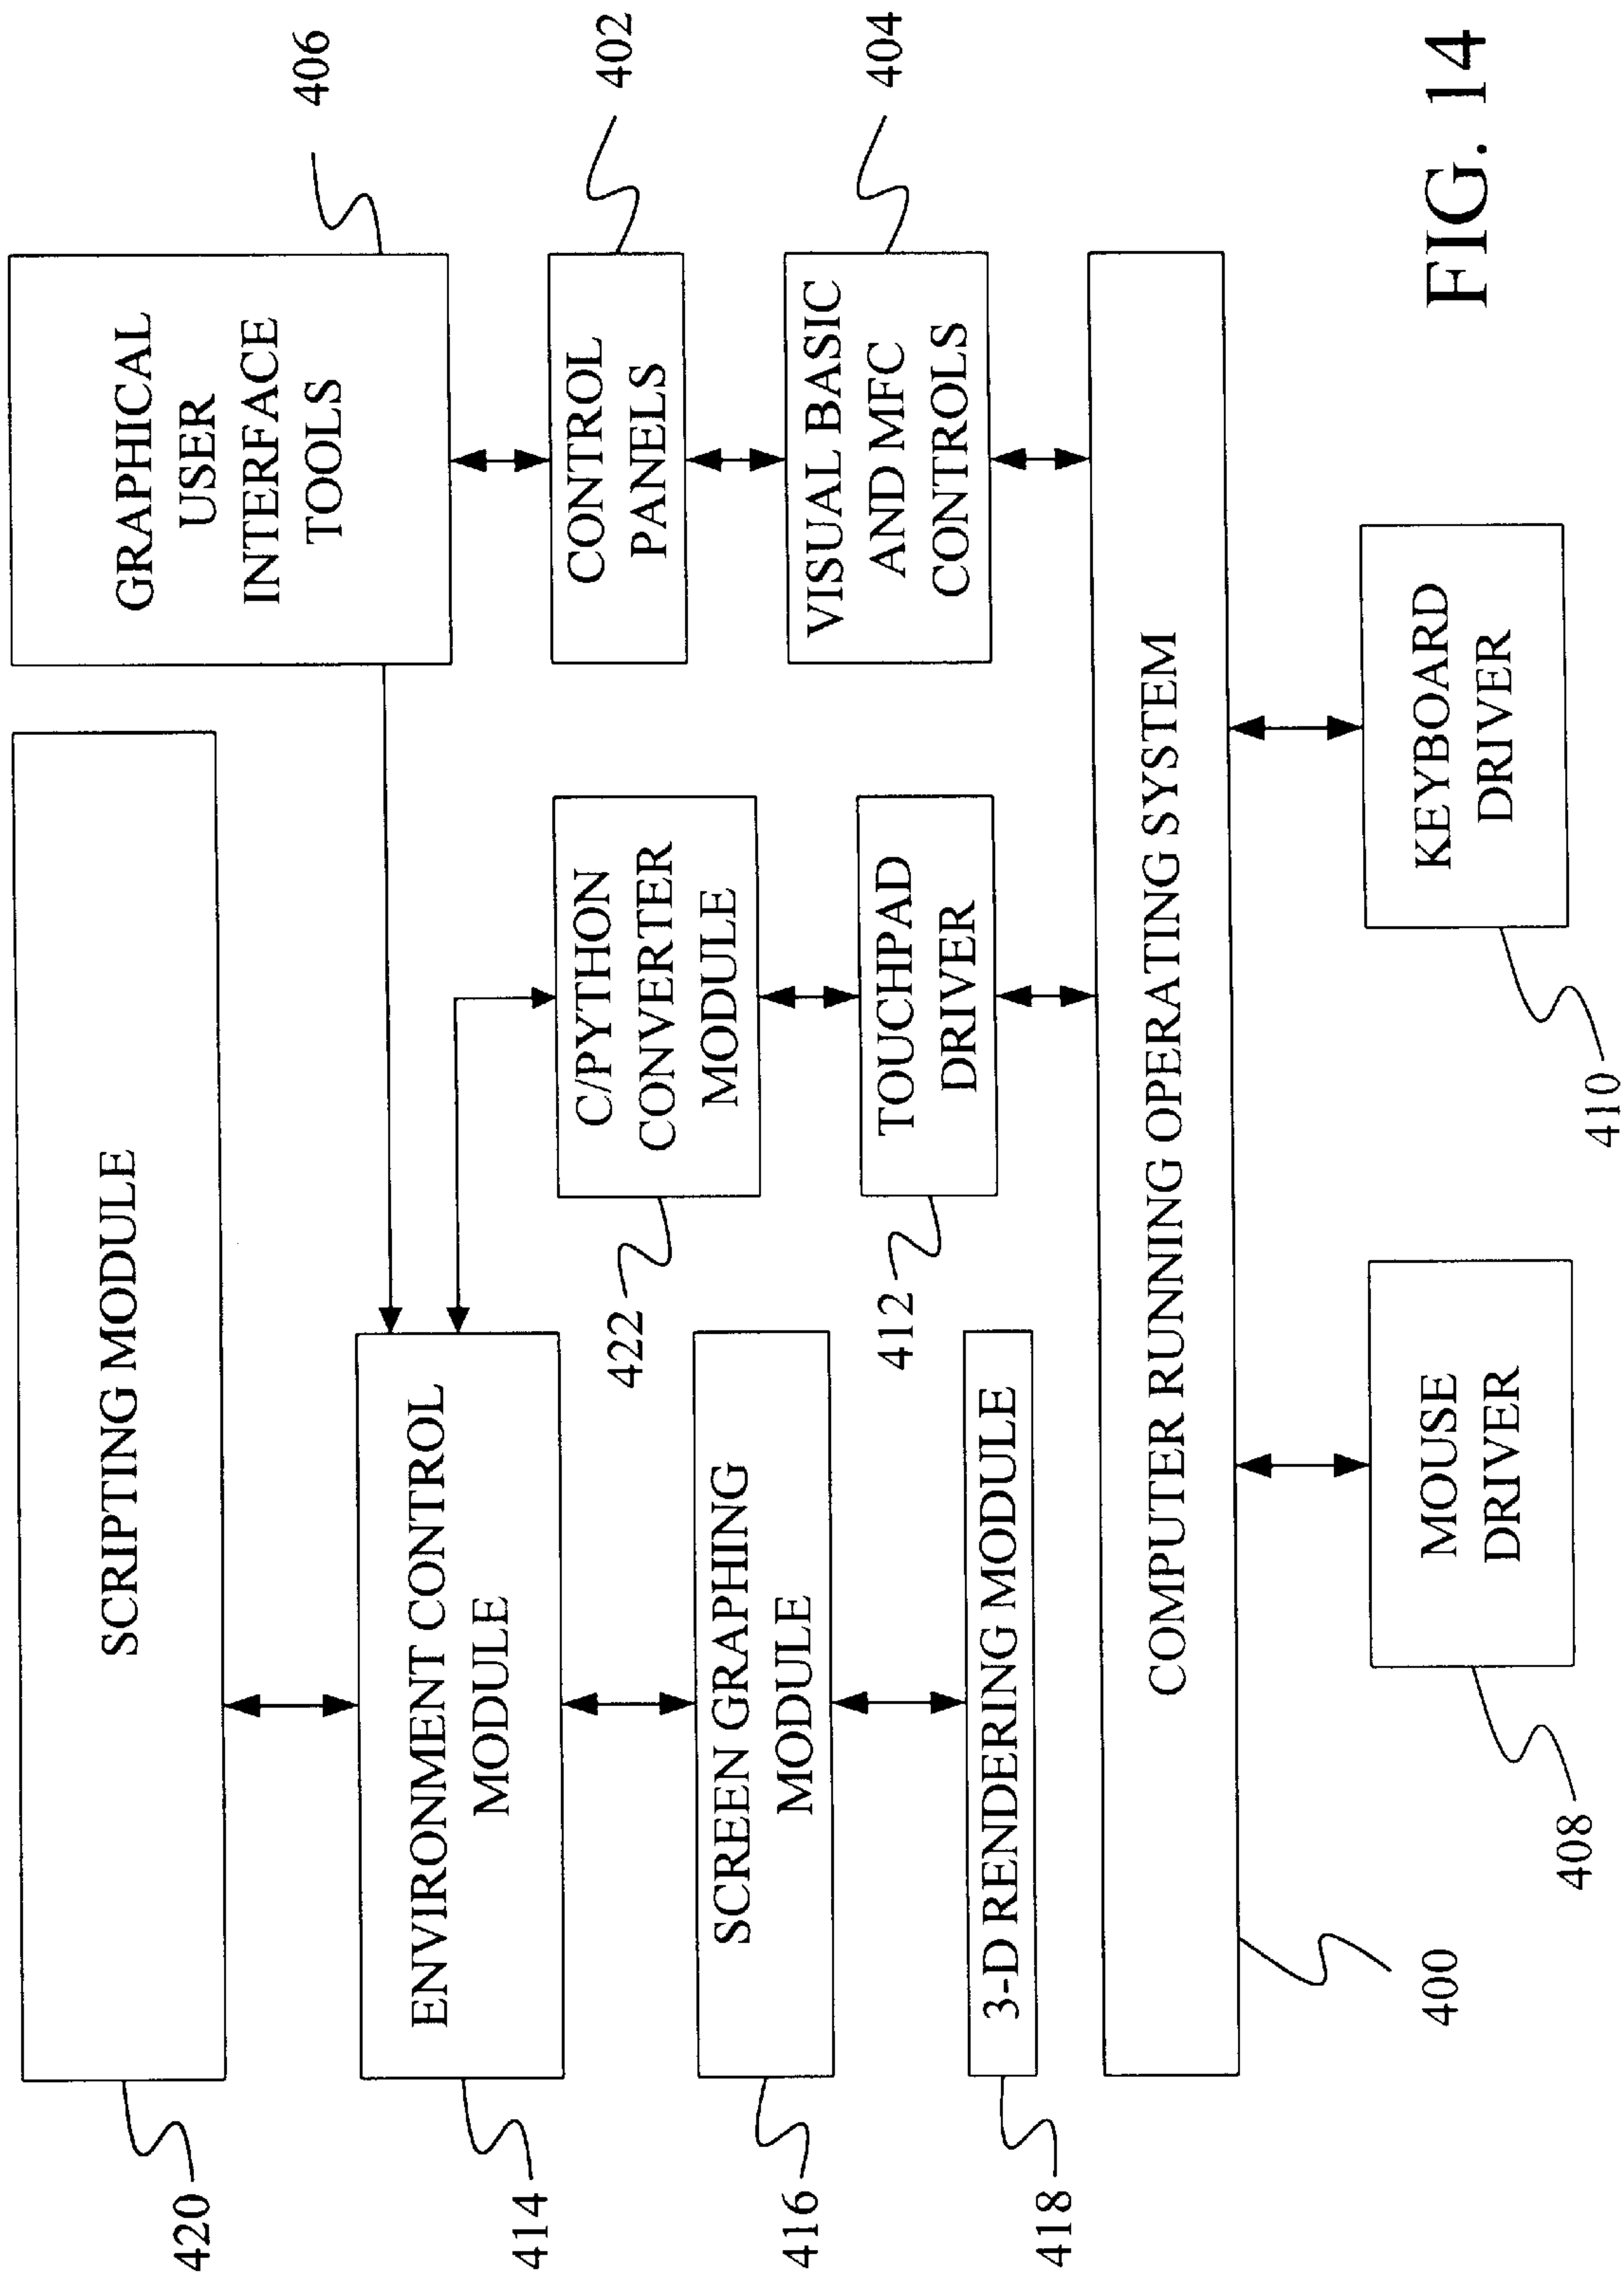 SCRIPTING MODULE
420
GRAPHICAL
USER
INTERFACE
TOOLS
406
ENVIRONMENT CONTROL
MODULE
414
C/PYTHON
CONVERTER
MODULE
422
CONTROL
PANELS
402
SCREEN GRAPHING
MODULE
416
TOUCHPAD
DRIVER
412
VISUAL BASIC
AND MFC
CONTROLS
404
3-D RENDERING MODULE
418
COMPUTER RUNNING OPERATING SYSTEM
400
MOUSE
DRIVER
408
KEYBOARD
DRIVER
410
FIG. 14